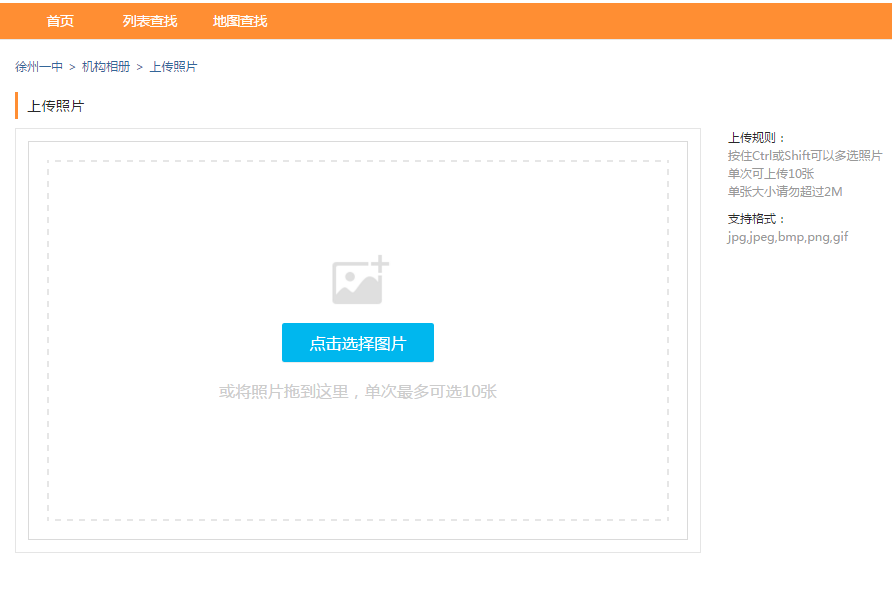 首页 列表查找 地图查找
徐州一中 > 机构相册 > 上传照片
上传照片
点击选择图片
或将照片拖到这里，单次最多可选10张
上传规则：
按住Ctrl或Shift可以多选照片
单次可上传10张
单张大小请勿超过2M
支持格式：
jpg,jpeg,bmp,png,gif